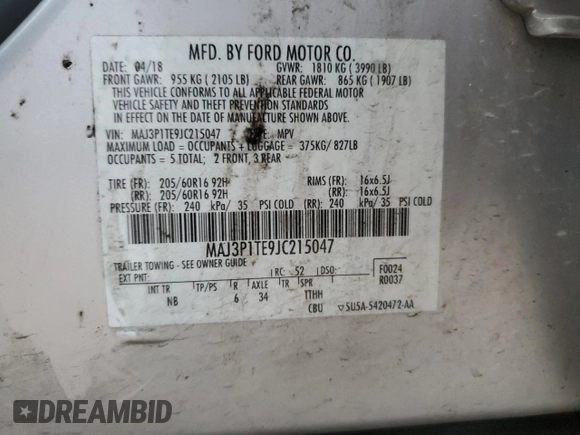 MFD. BY FORD MOTOR CO.
DATE: 04/18 GVWR: 1810 KG ( 3990 LB)
FRONT GAWR: 955 KG ( 2105 LB) REAR GAWR: 865 KG ( 1907 LB)
THIS VEHICLE CONFORMS TO ALL APPLICABLE FEDERAL MOTOR
VEHICLE SAFETY AND THEFT PREVENTION STANDARDS
IN EFFECT ON THE DATE OF MANUFACTURE SHOWN ABOVE.
VIN: MAJ3P1TE9JC215047 TYPE: MPV
MAXIMUM LOAD = OCCUPANTS + LUGGAGE = 375KG/ 827LB
OCCUPANTS = 5 TOTAL; 2 FRONT, 3 REAR
TIRE (FR): 205/60R16 92H RIMS (FR): 16x6.5J
(RR): 205/60R16 92H (RR): 16x6.5J
PRESSURE (FR): 240 kPa/ 35 PSI COLD (RR): 240 kPa/ 35 PSI COLD
MAJ3P1TE9JC215047
TRAILER TOWING - SEE OWNER GUIDE
EXT PNT: RC: 52 DSO: F0024
R0037
INT TR TP/PS R AXLE TR SPR
NB 6 34 TTHH
CBU SU5A-5420472-AA
DREAMBID